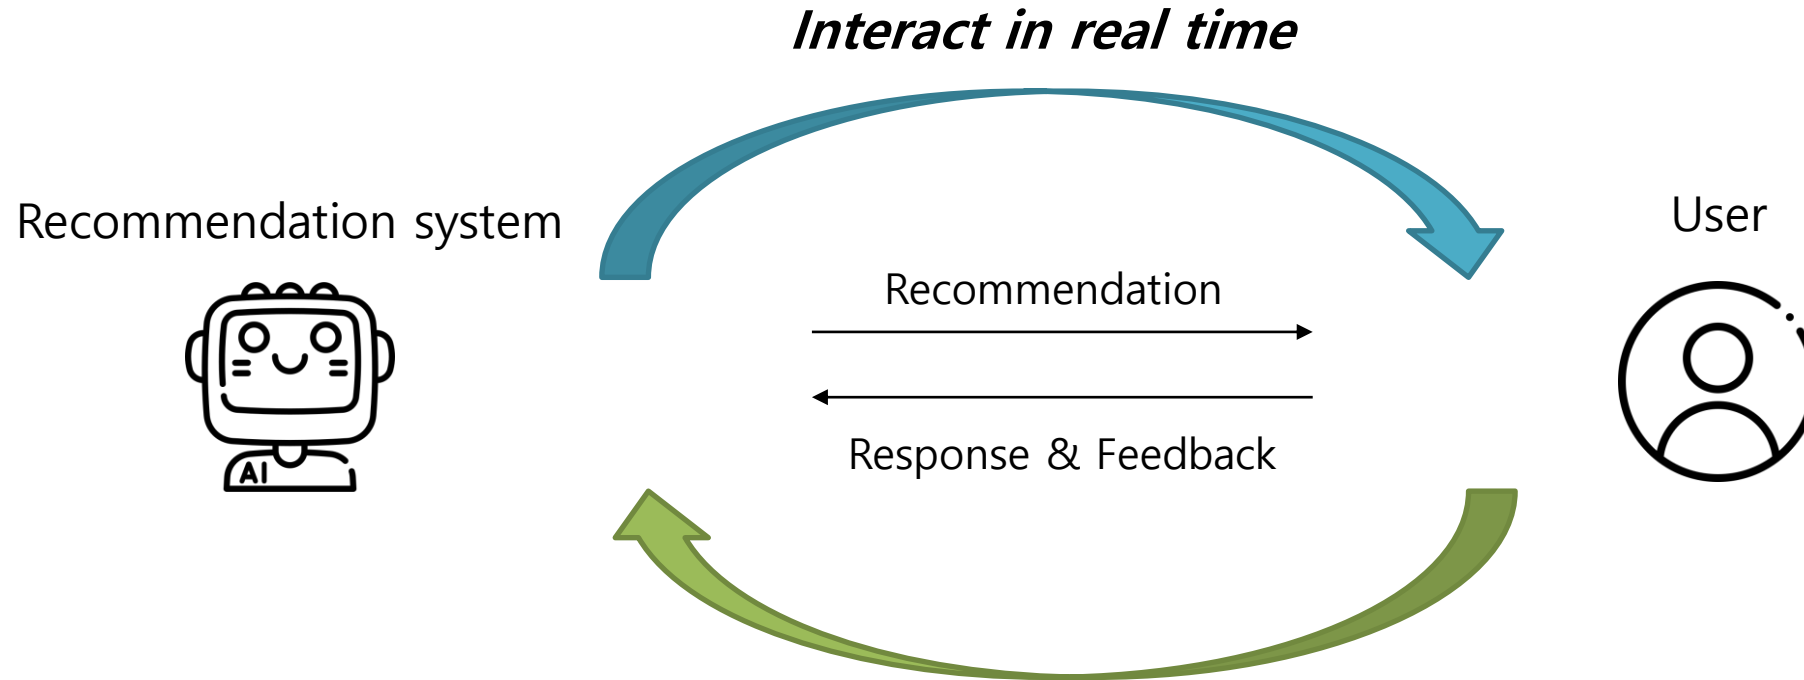 Interact in real time
Recommendation system
User
Recommendation
Response & Feedback
AI